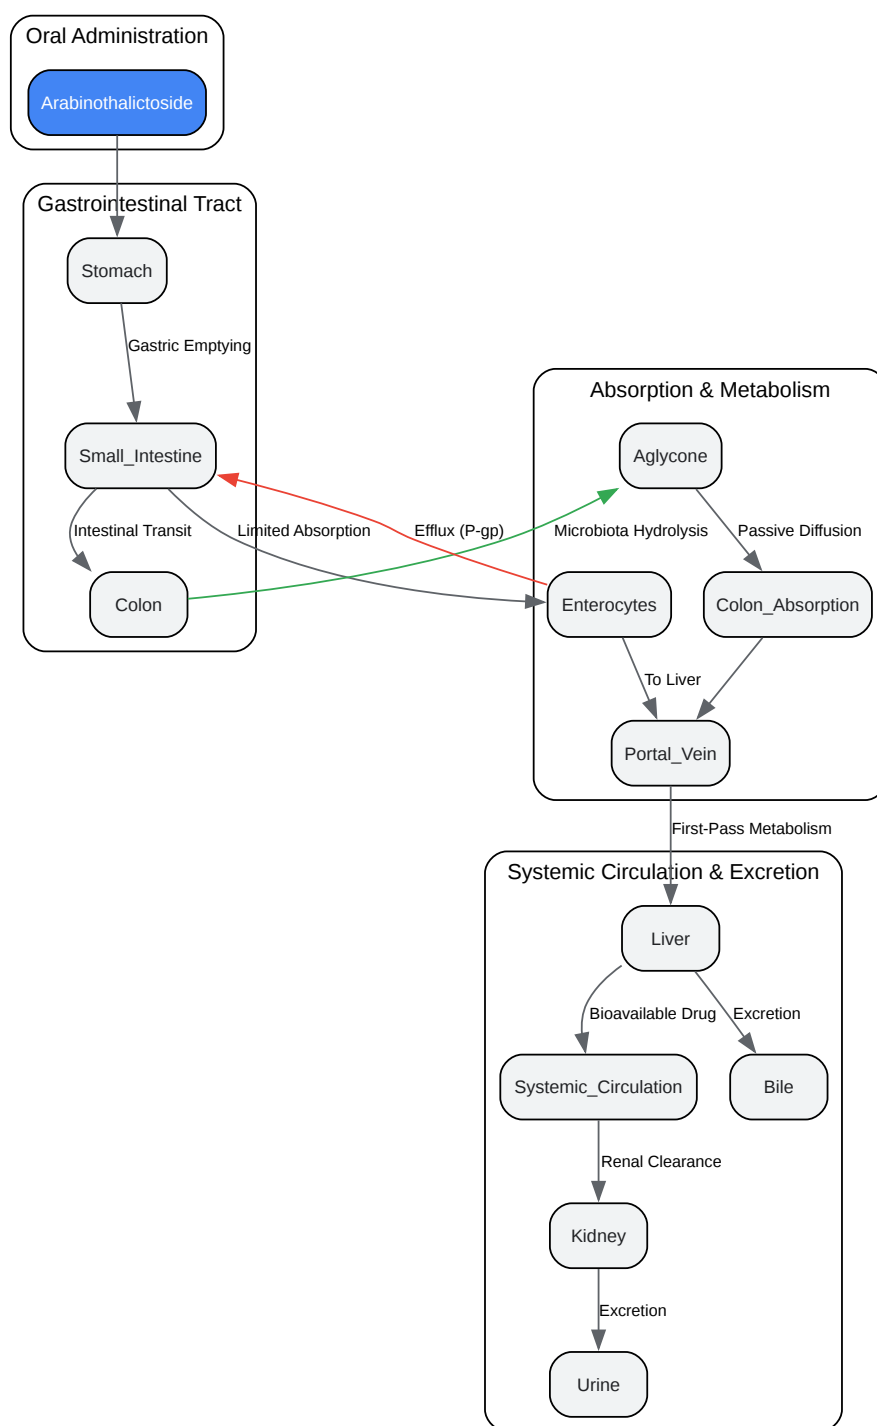 Oral Administration
Arabinothalictoside
Gastrointestinal Tract
Stomach
Gastric Emptying
Absorption & Metabolism
Small_Intestine
Aglycone
Intestinal Transit
Limited Absorption
Efflux (P-gp)
Microbiota Hydrolysis
Passive Diffusion
Colon
Enterocytes
Colon_Absorption
To Liver
Portal_Vein
First-Pass Metabolism
Systemic Circulation & Excretion
Liver
Bioavailable Drug
Excretion
Systemic_Circulation
Bile
Renal Clearance
Kidney
Excretion
Urine